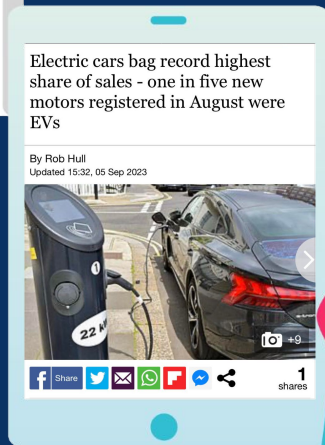 Electric cars bag record highest
share of sales - one in five new
motors registered in August were
EVs
By Rob Hull
Updated 15:32, 05 Sep 2023
1
22
+9
f Share
1
shares